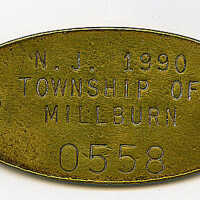 N.J. 1990
TOWNSHIP OF
MILLBURN
0558